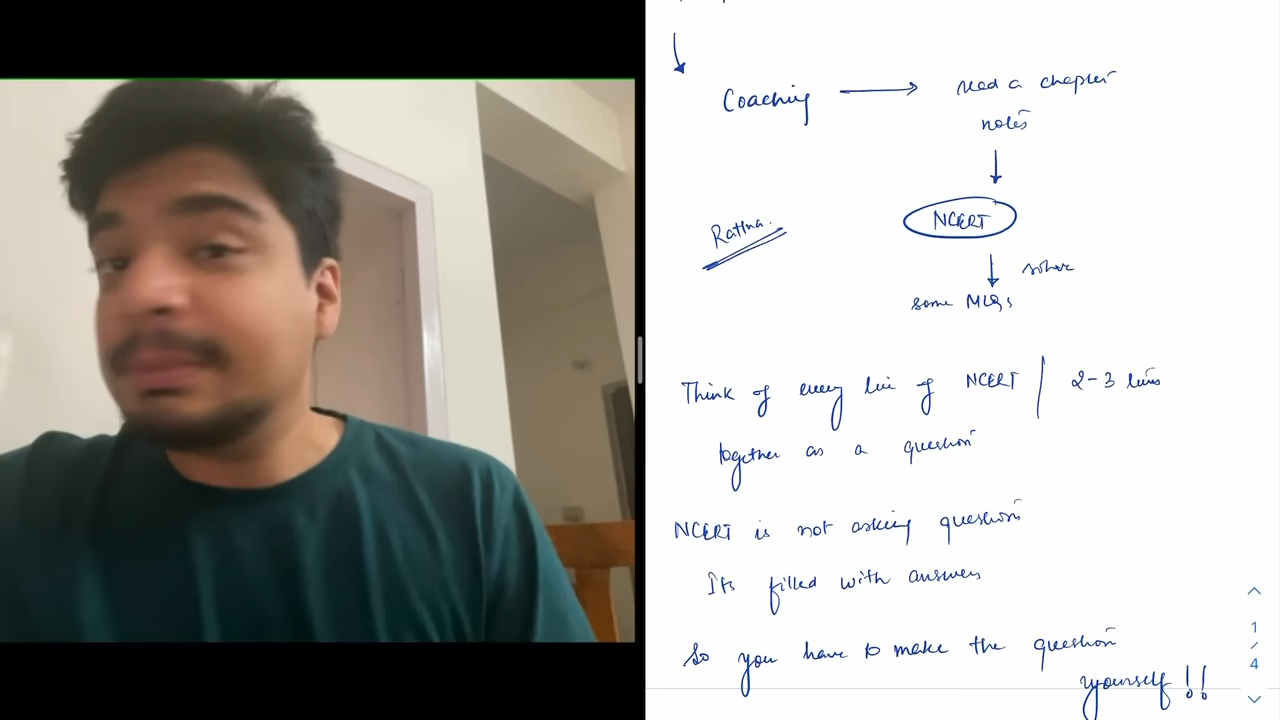 Coaching → read a chapter
notes
NCERT
Rattna.
solve
some MCQs
Think of every line of NCERT | 2-3 lines
together as a question
NCERT is not asking questions
Its filled with answers
So you have to make the question
yourself !!
1
/
4